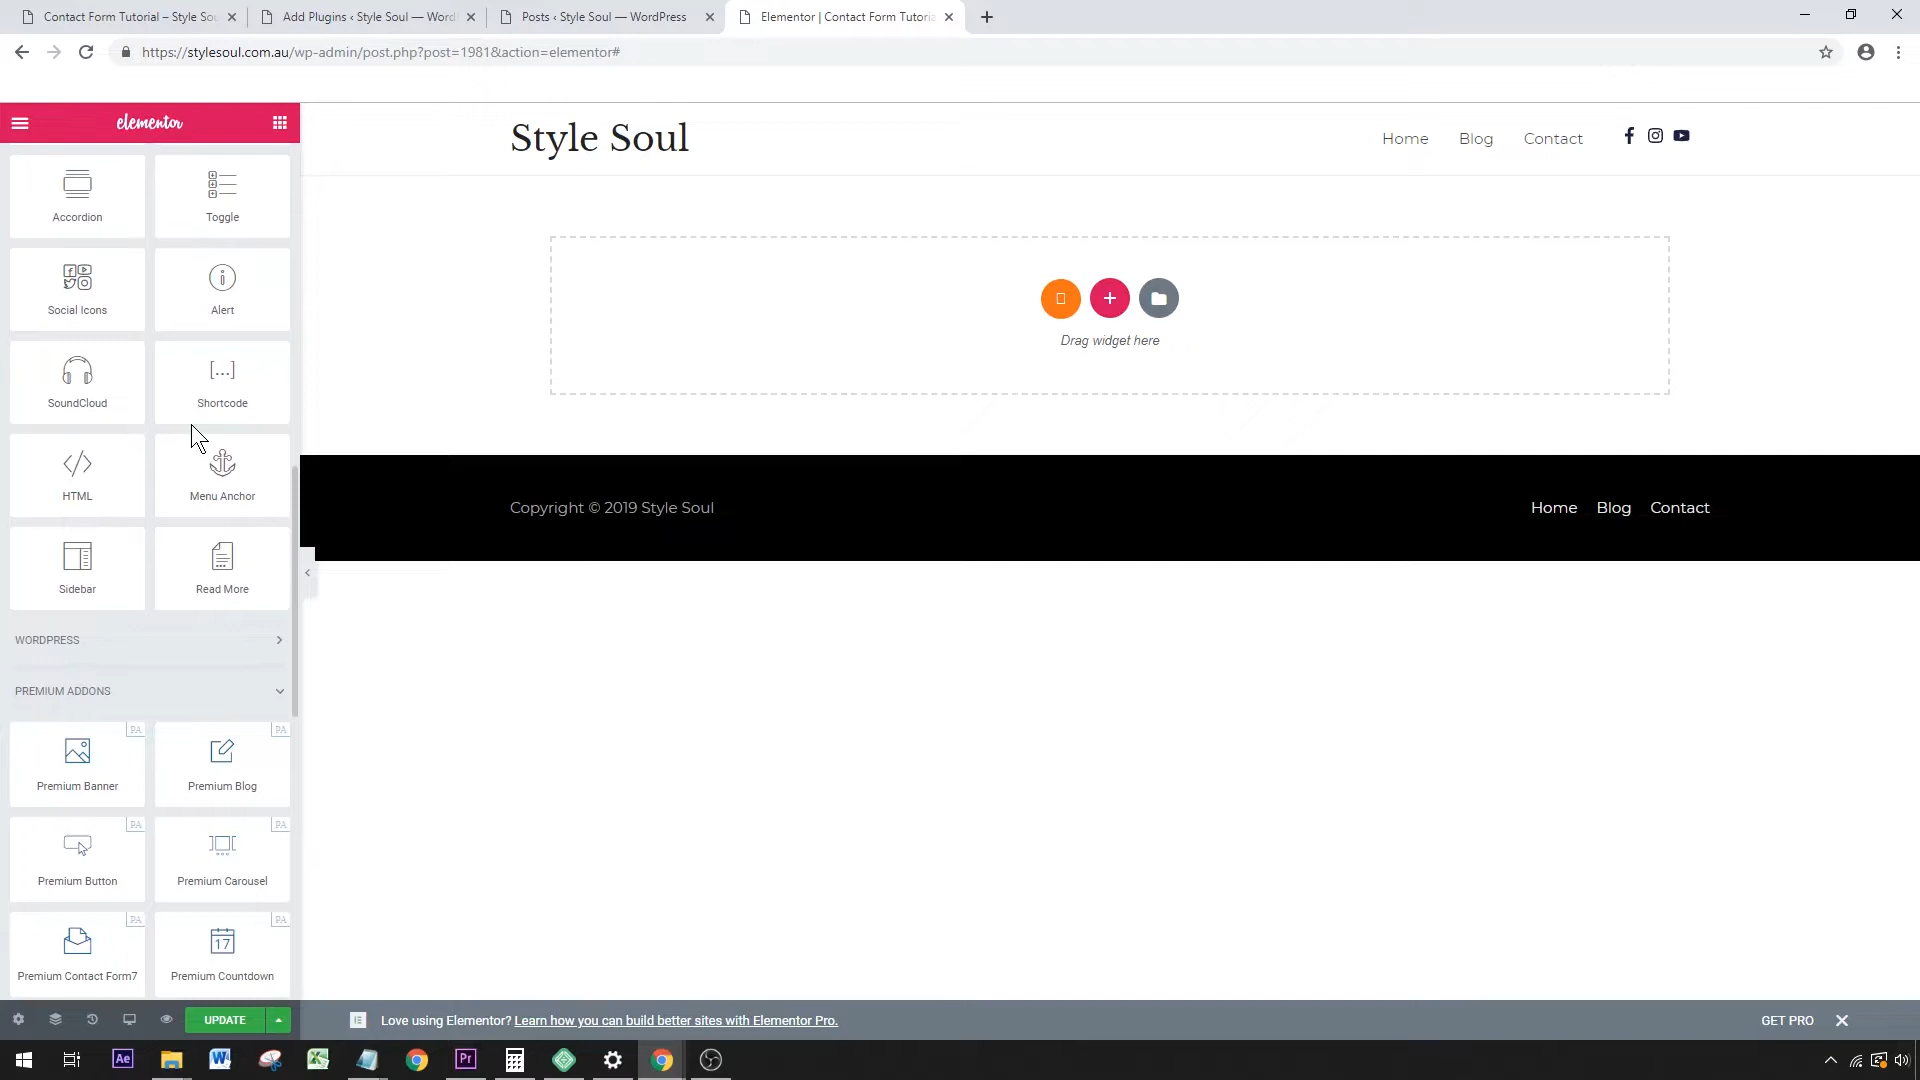 Contact Form Tutorial – Style Sou
Add Plugins ‹ Style Soul — Word
Posts ‹ Style Soul — WordPress
Elementor | Contact Form Tutoria
https://stylesoul.com.au/wp-admin/post.php?post=1981&action=elementor#
elementor
Style Soul
Home
Blog
Contact
Accordion
Toggle
Social Icons
Alert
Drag widget here
SoundCloud
[...]
Shortcode
HTML
Menu Anchor
Copyright © 2019 Style Soul
Home
Blog
Contact
Sidebar
Read More
WORDPRESS
PREMIUM ADDONS
PA
PA
Premium Banner
Premium Blog
PA
PA
Premium Button
Premium Carousel
PA
PA
17
Premium Contact Form7
Premium Countdown
UPDATE
Love using Elementor? Learn how you can build better sites with Elementor Pro.
GET PRO
Ae
Pr